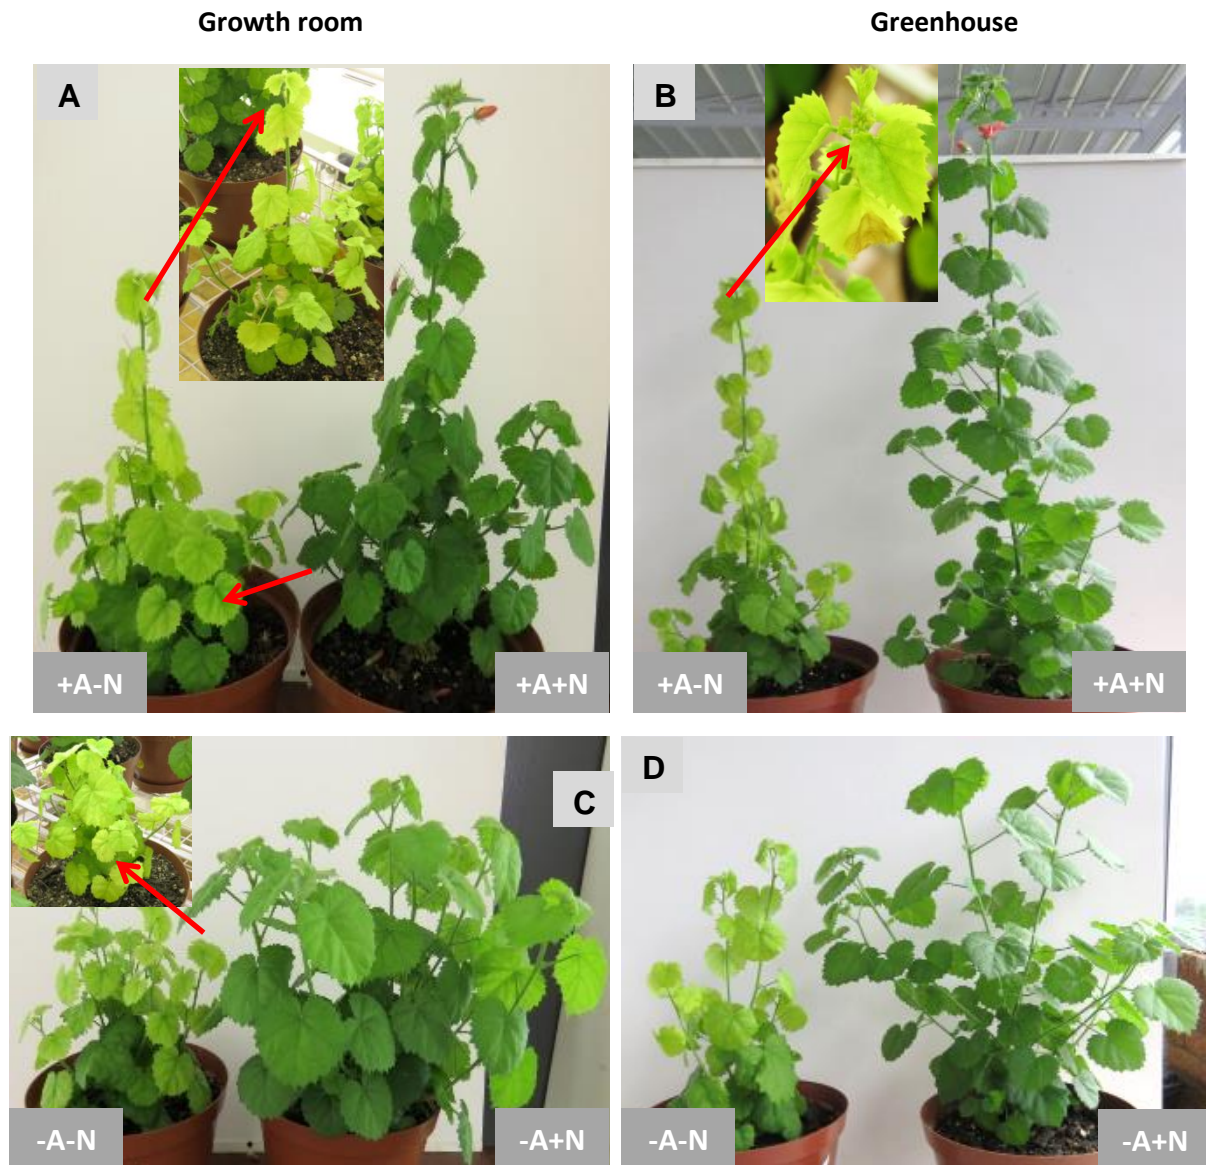 Growth room
Greenhouse
A
B
+A-N
+A+N
+A-N
+A+N
C
D
-A-N
-A+N
-A-N
-A+N